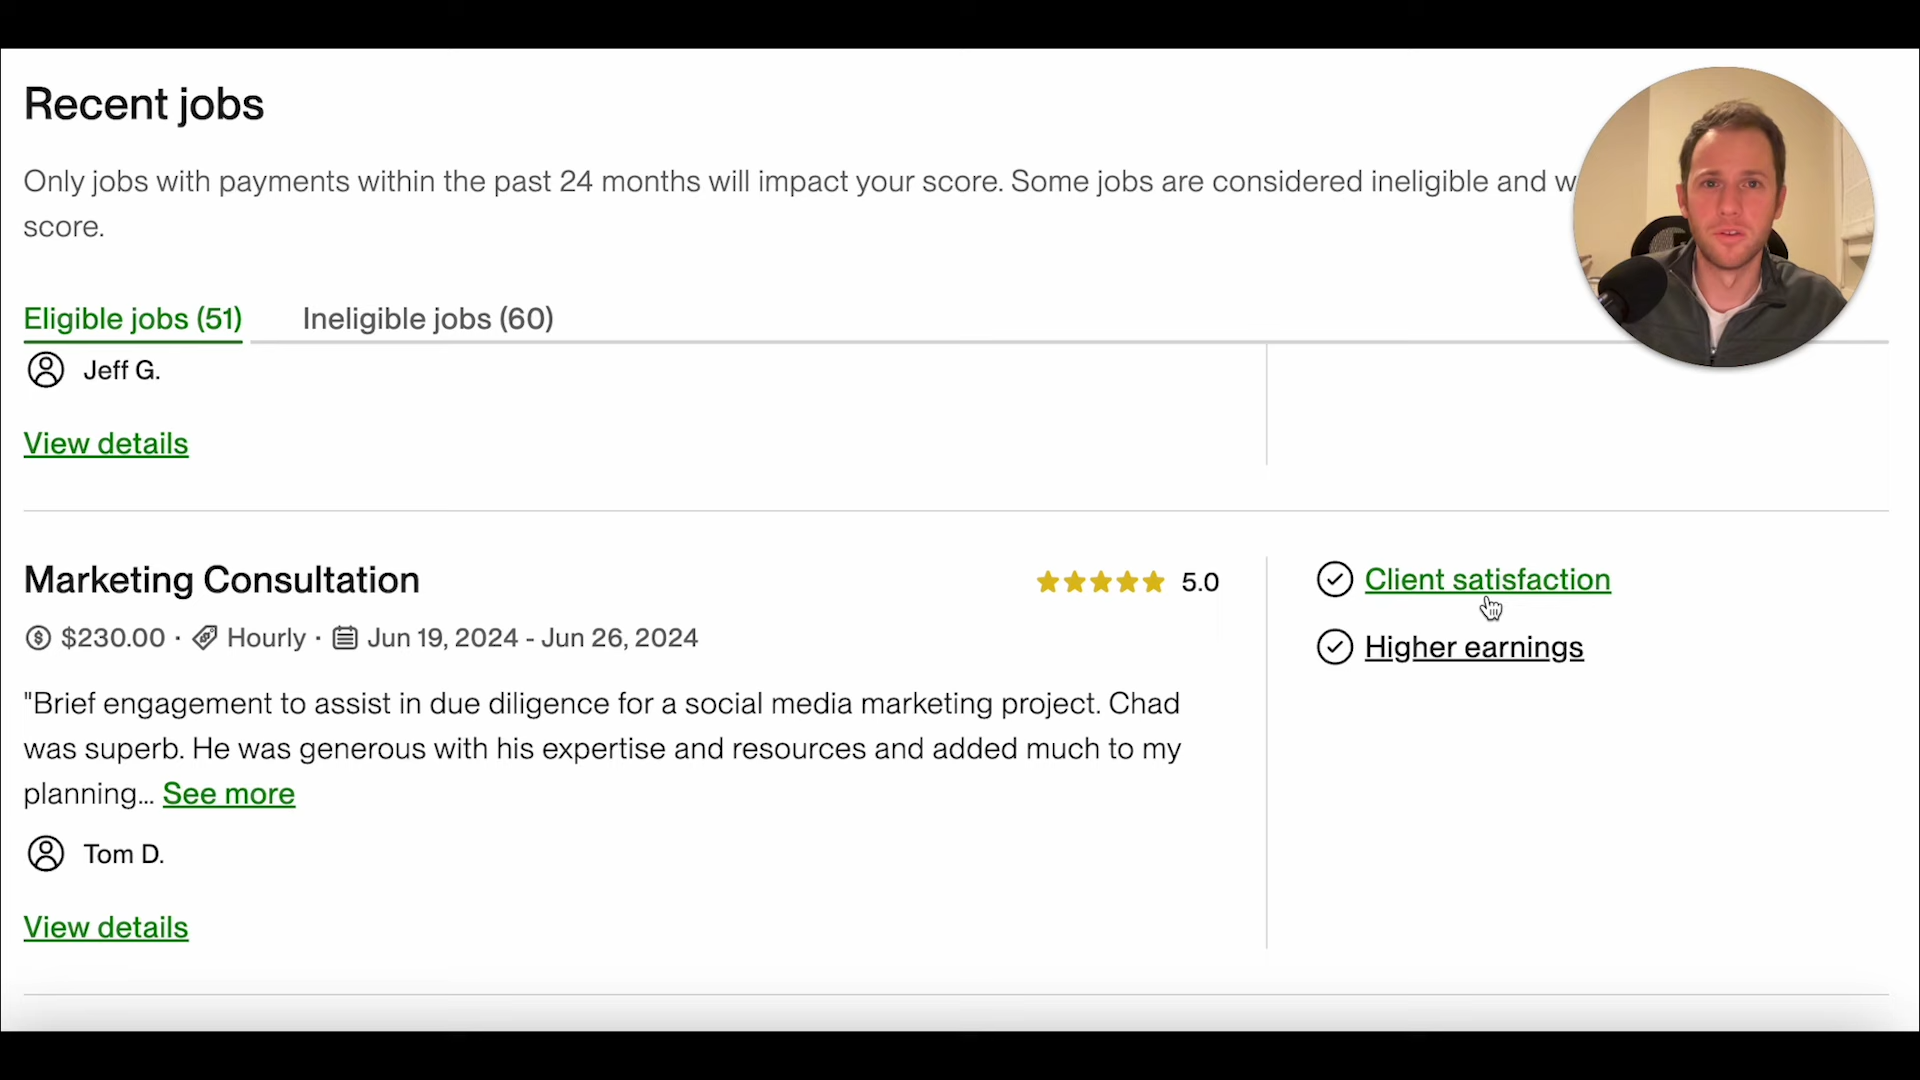 Recent jobs
Only jobs with payments within the past 24 months will impact your score. Some jobs are considered ineligible and w
score.
Eligible jobs (51) Ineligible jobs (60)
Jeff G.
View details
Marketing Consultation 5.0 Client satisfaction
$230.00 · Hourly · Jun 19, 2024 - Jun 26, 2024 Higher earnings
"Brief engagement to assist in due diligence for a social media marketing project. Chad
was superb. He was generous with his expertise and resources and added much to my
planning... See more
Tom D.
View details